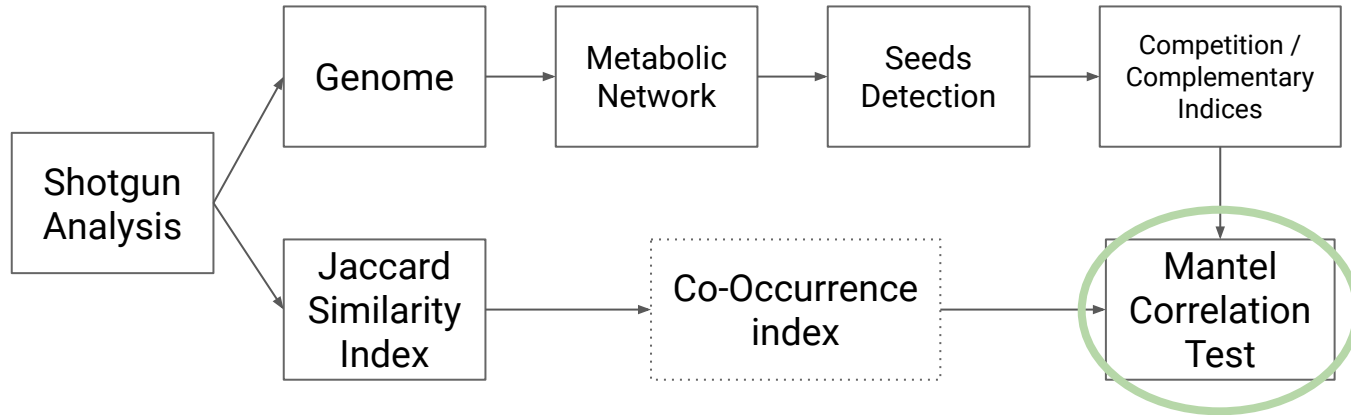 Genome
Metabolic
Network
Seeds
Detection
Competition /
Complementary
Indices
Shotgun
Analysis
Jaccard
Similarity
Index
Co-Occurrence
index
Mantel
Correlation
Test